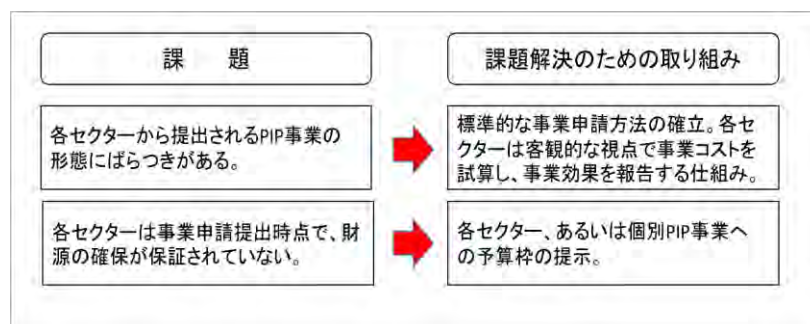 課　題
課題解決のための取り組み
各セクターから提出されるPIP事業の
形態にばらつきがある。
標準的な事業申請方法の確立。各セ
クターは客観的な視点で事業コストを
試算し、事業効果を報告する仕組み。
各セクターは事業申請提出時点で、財
源の確保が保証されていない。
各セクター、あるいは個別PIP事業へ
の予算枠の提示。